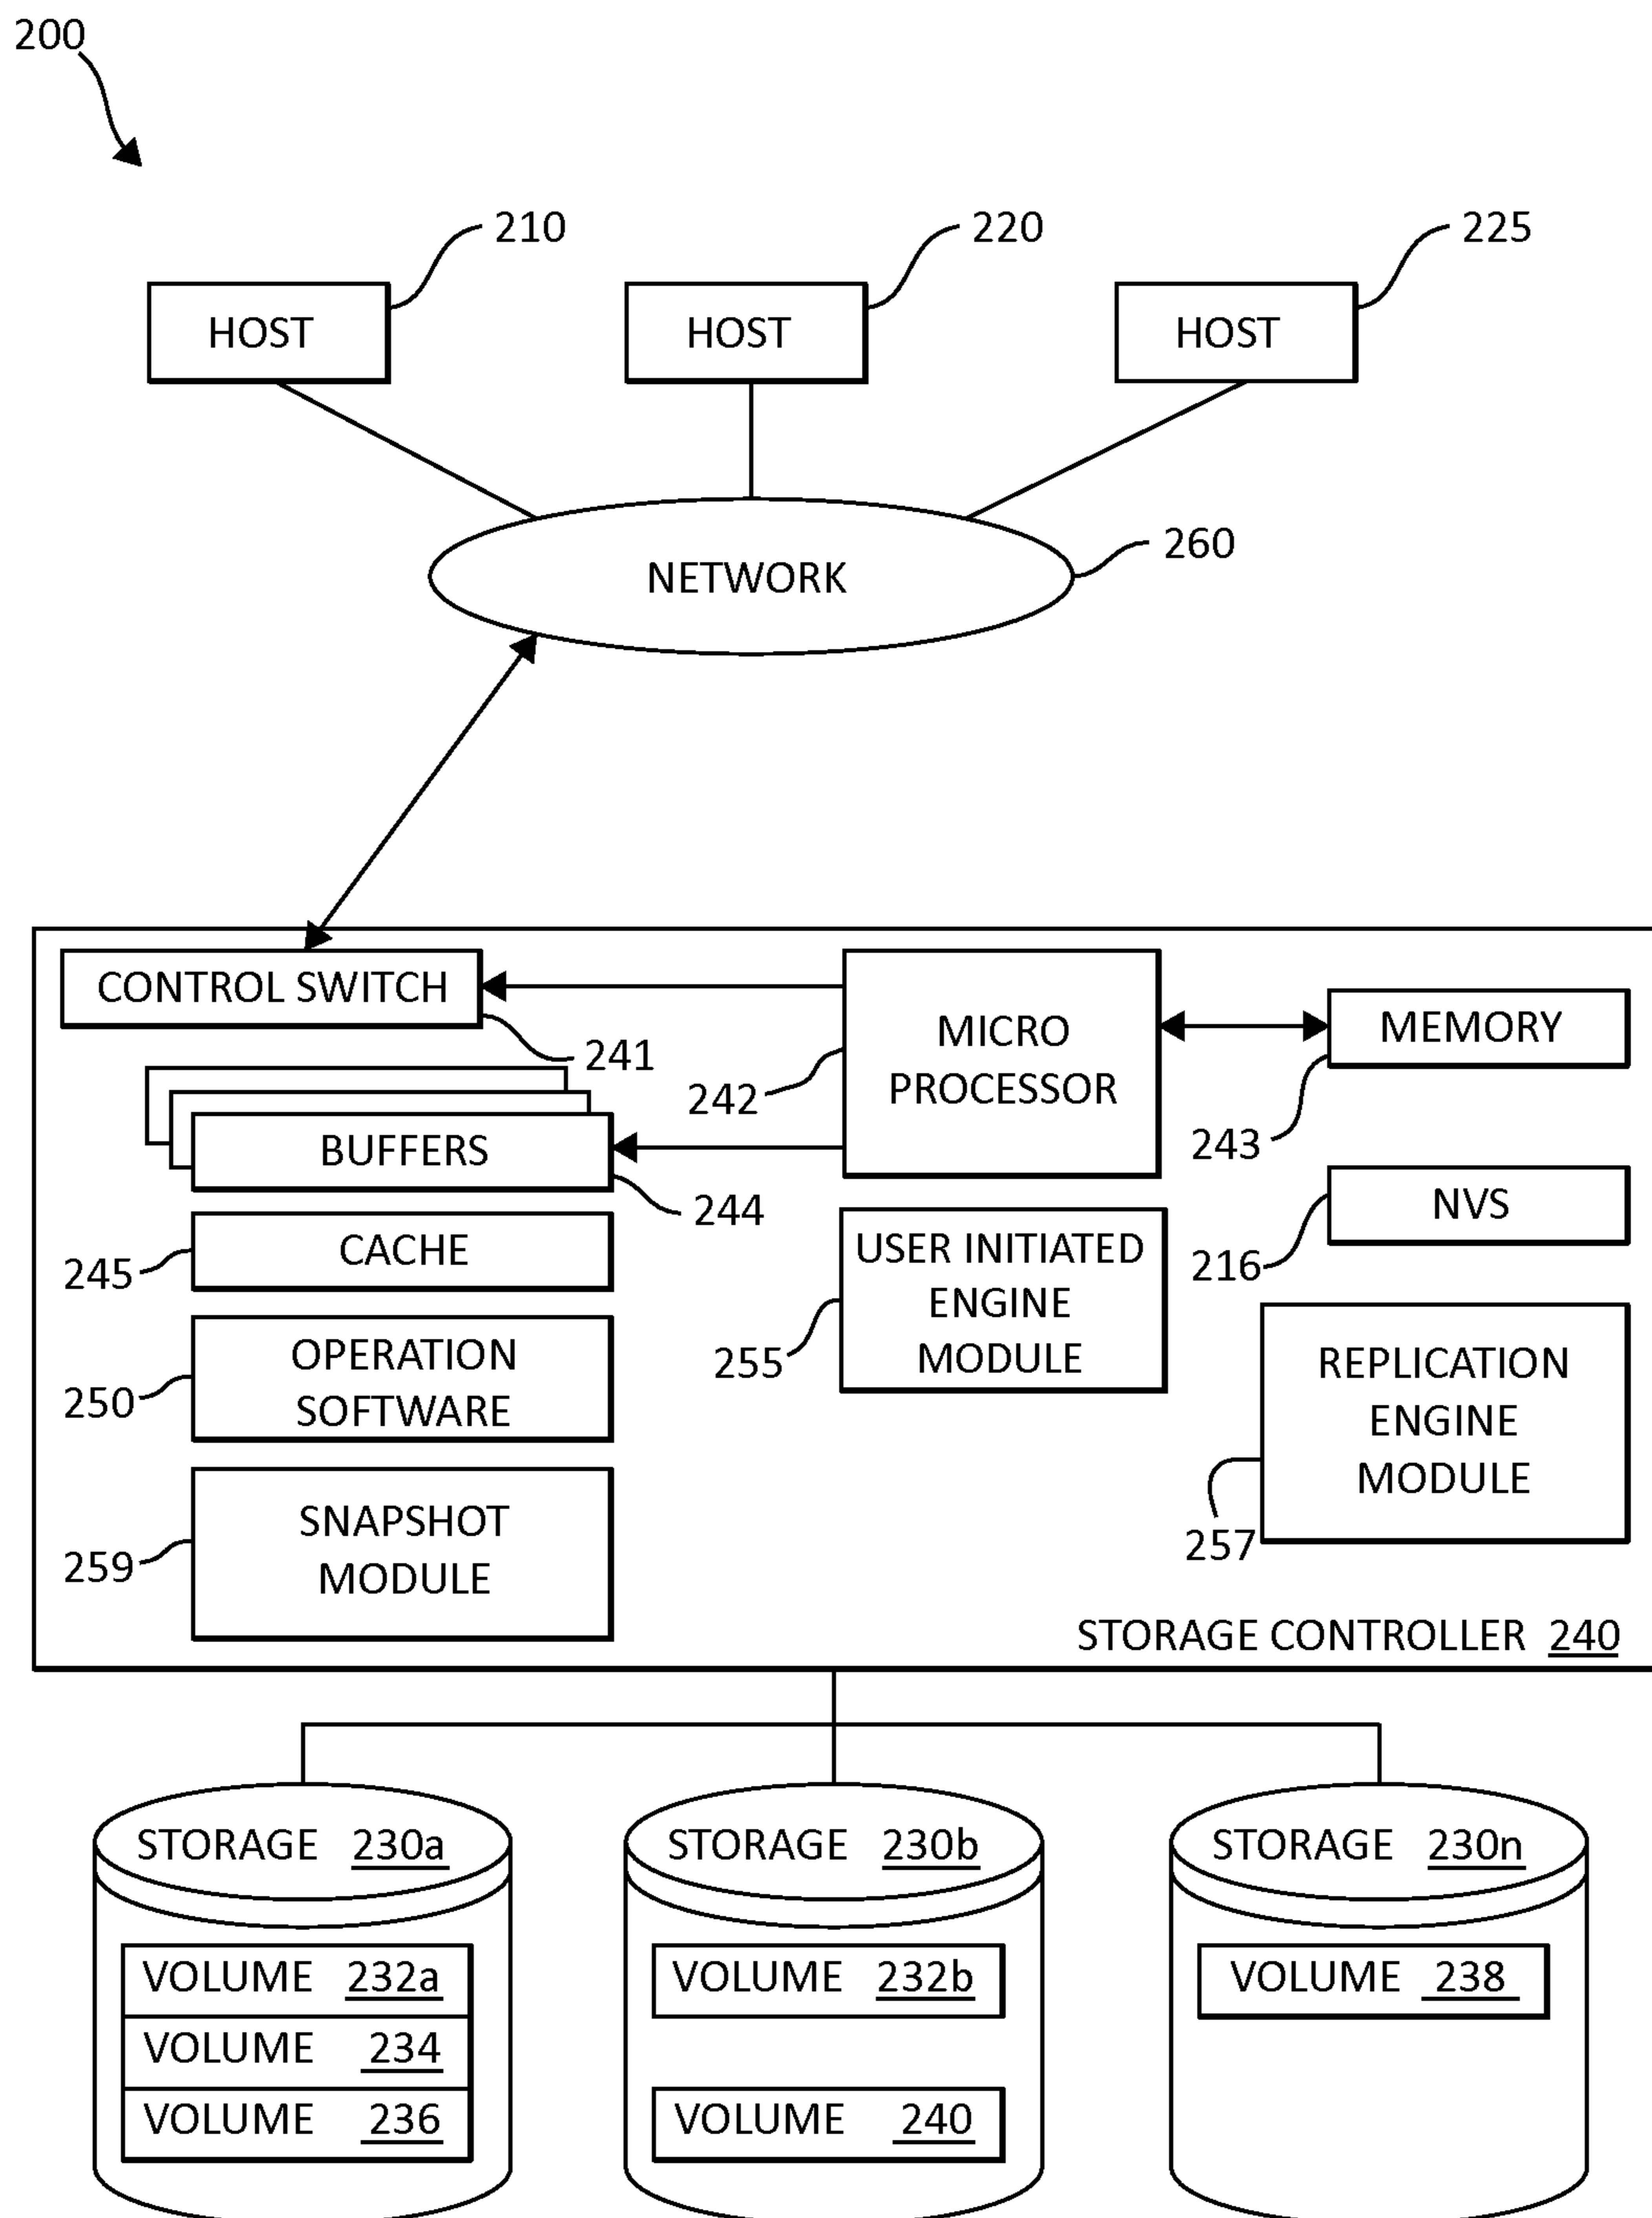 200
210
220
225
HOST
HOST
HOST
260
NETWORK
CONTROL SWITCH
241
MICRO
PROCESSOR
242
MEMORY
243
BUFFERS
244
NVS
216
CACHE
245
USER INITIATED
ENGINE
MODULE
255
OPERATION
SOFTWARE
250
REPLICATION
ENGINE
MODULE
257
SNAPSHOT
MODULE
259
STORAGE CONTROLLER 240
STORAGE 230a
STORAGE 230b
STORAGE 230n
VOLUME 232a
VOLUME 234
VOLUME 236
VOLUME 232b
VOLUME 240
VOLUME 238